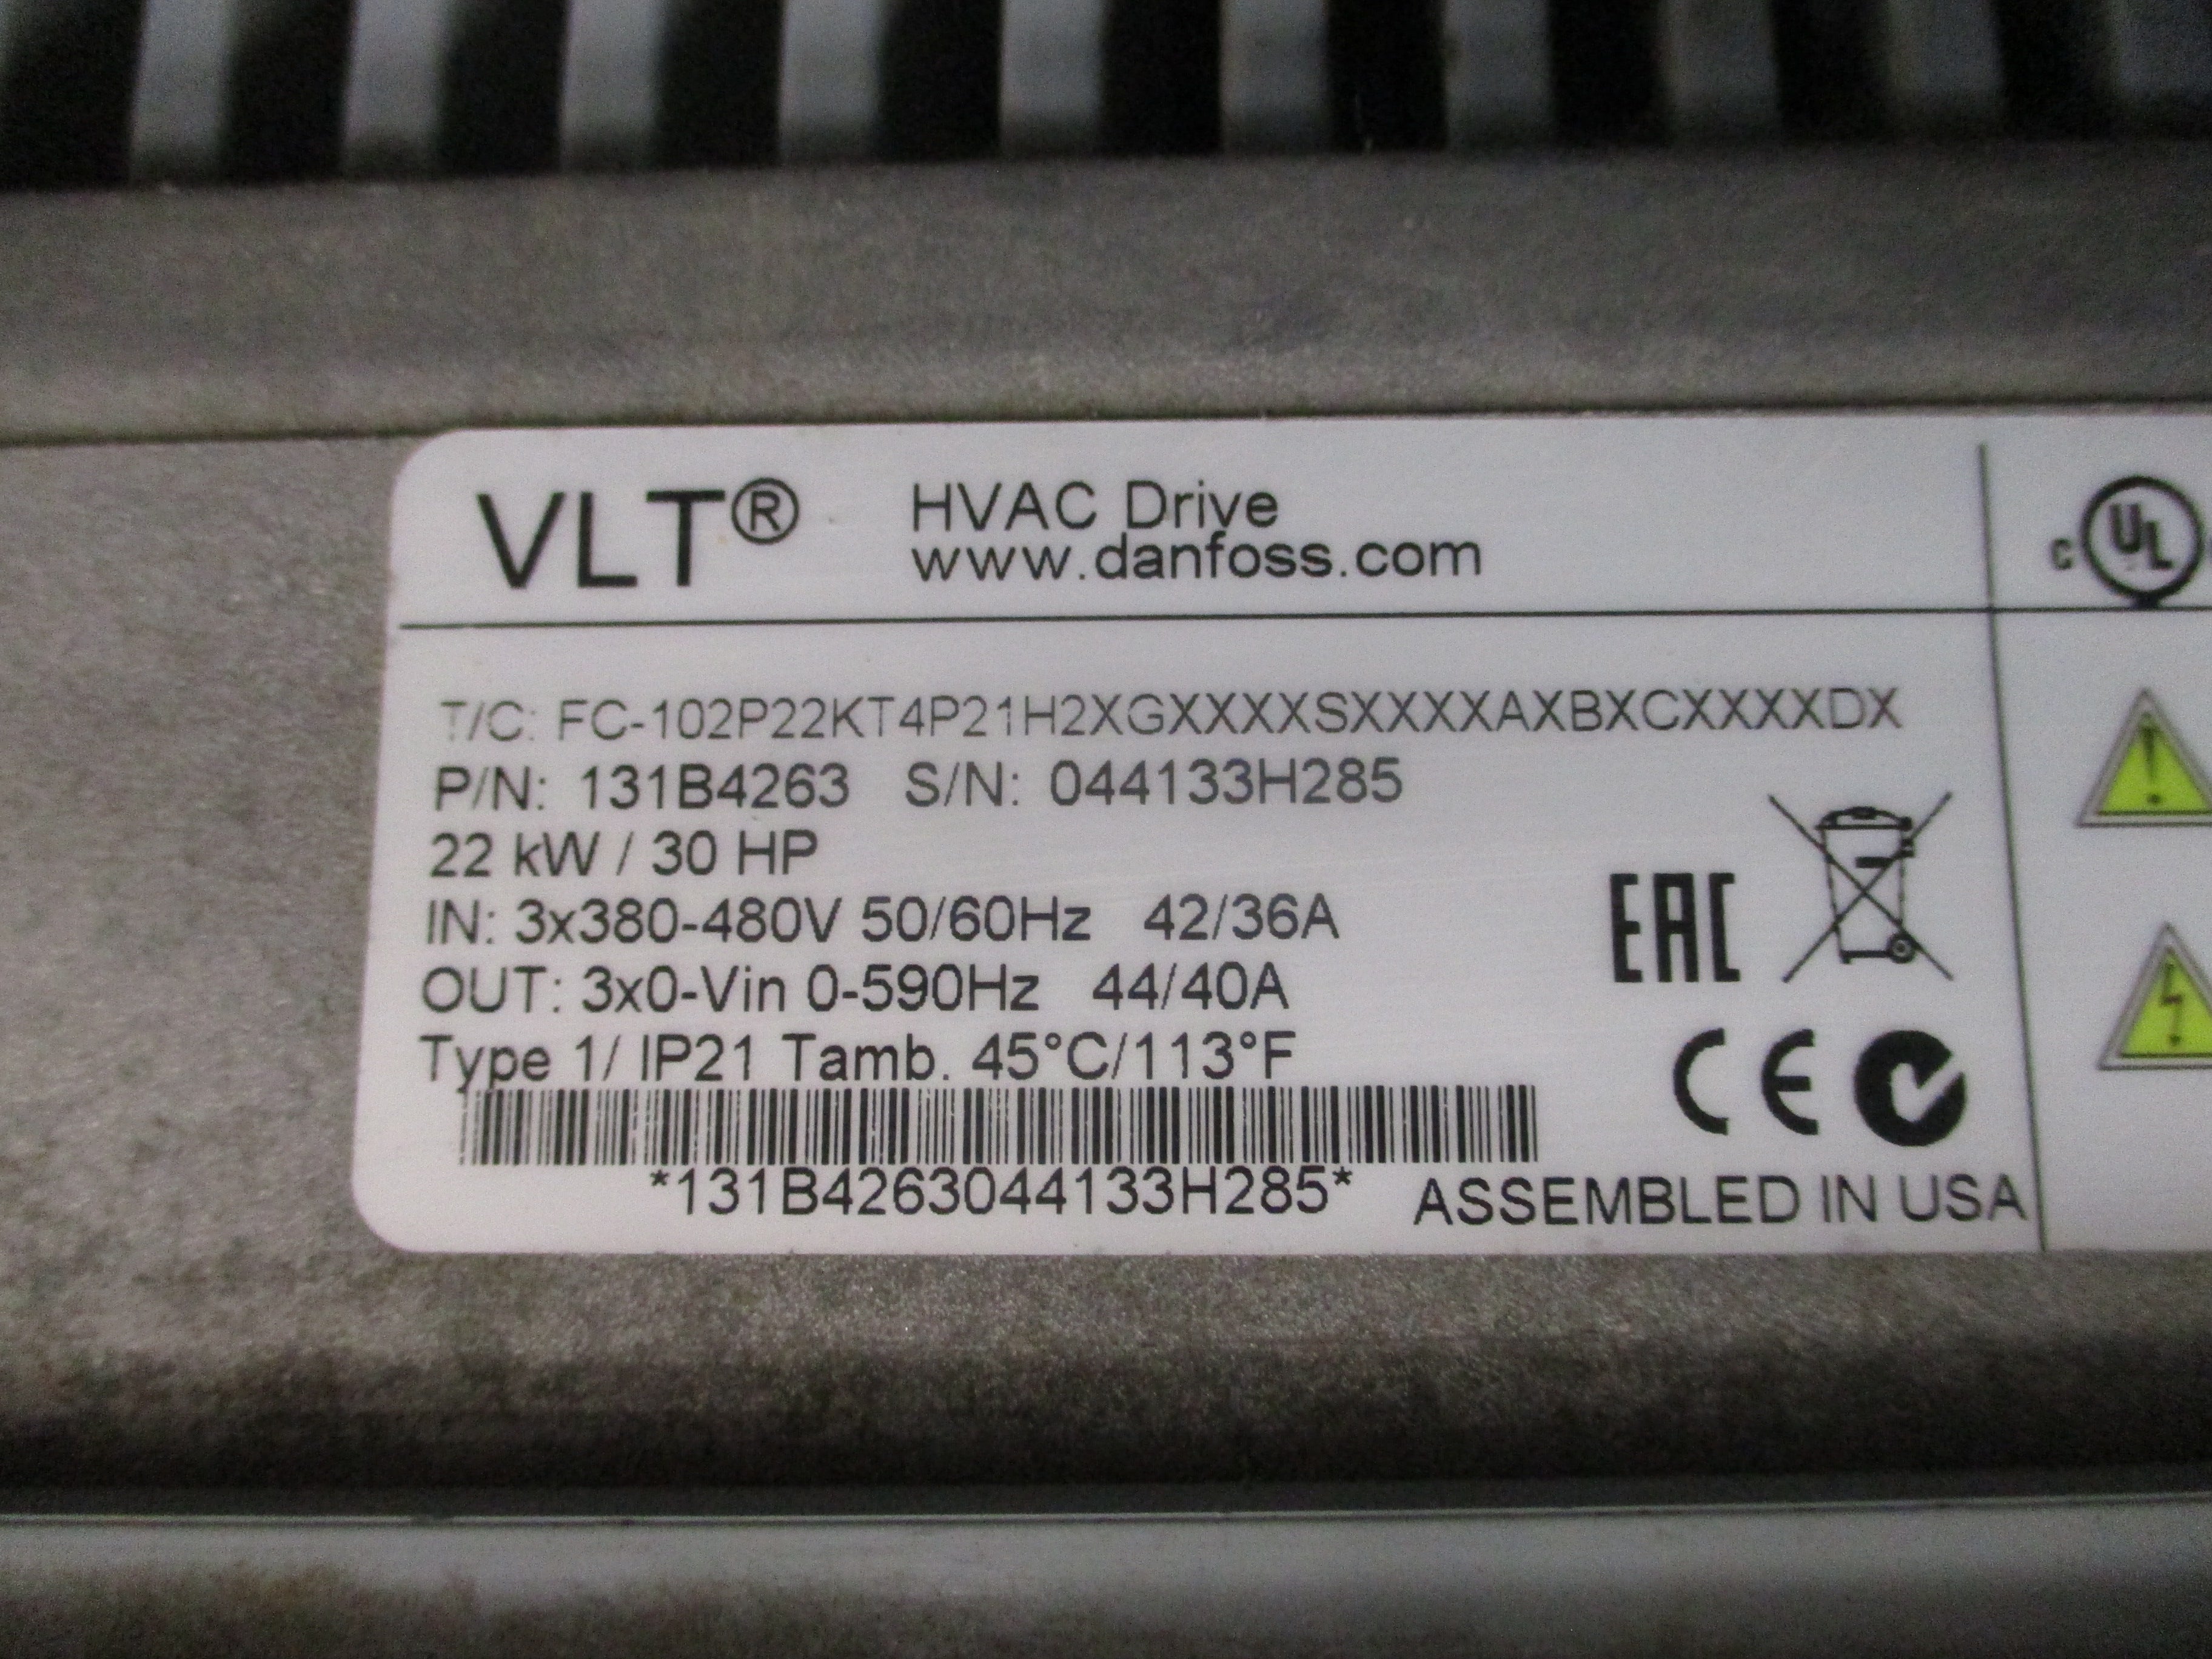 VLT® HVAC Drive
www.danfoss.com
c UL
T/C: FC-102P22KT4P21H2XGXXXXSXXXXAXBXCXXXXDX
P/N: 131B4263 S/N: 044133H285
22 kW / 30 HP
IN: 3x380-480V 50/60Hz 42/36A
OUT: 3x0-Vin 0-590Hz 44/40A
Type 1/ IP21 Tamb. 45°C/113°F
EAC
CE
*131B4263044133H285* ASSEMBLED IN USA